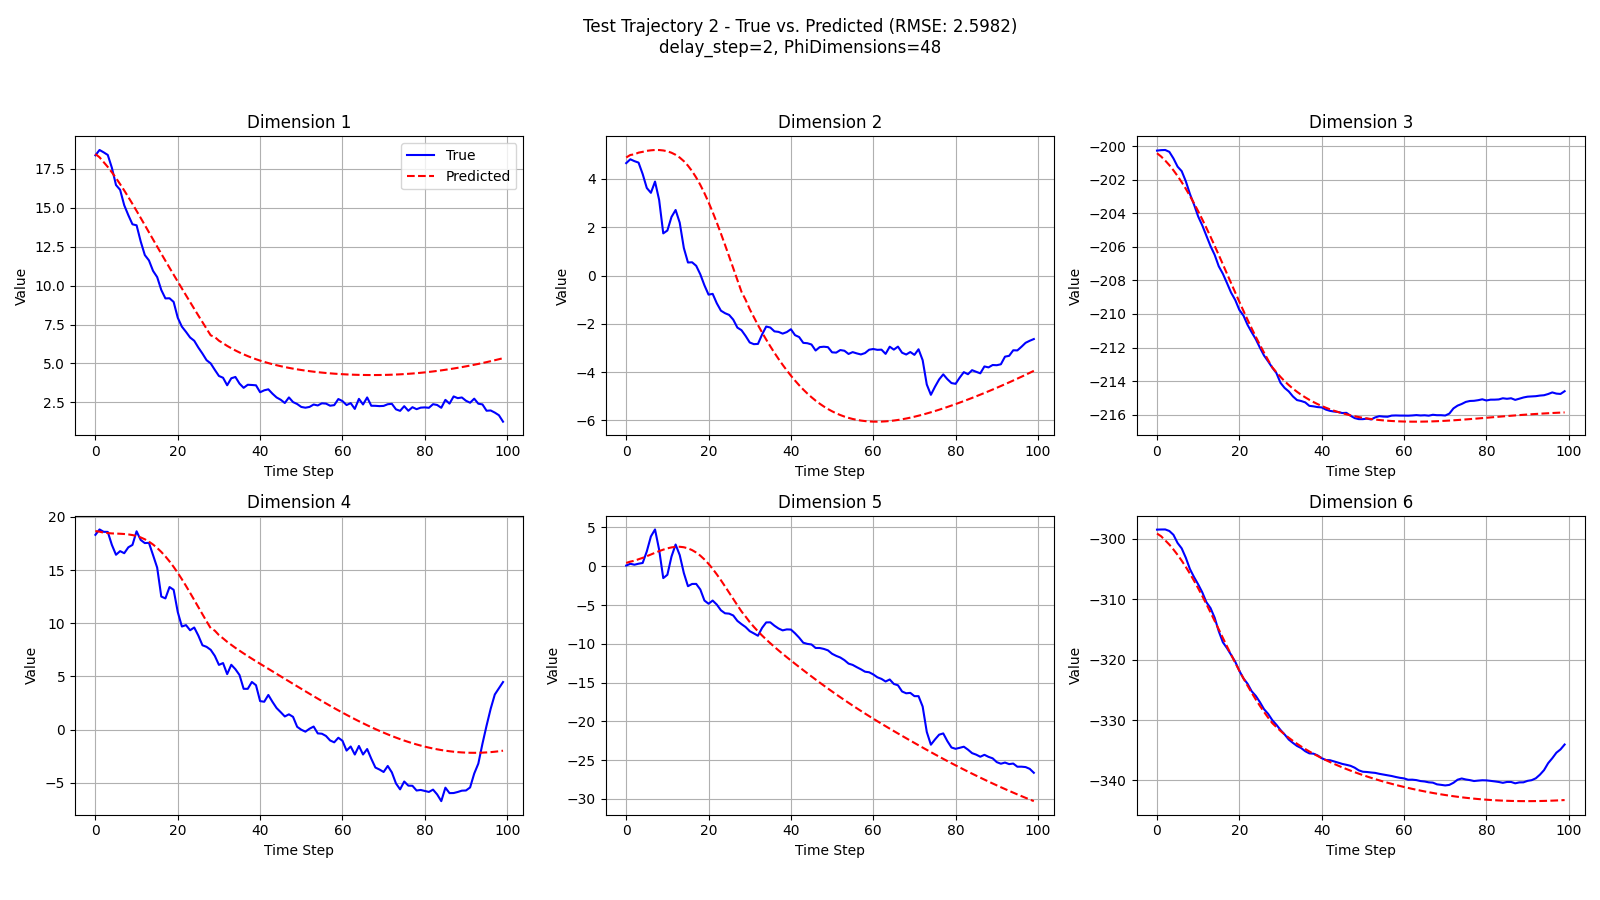 Test Trajectory 2 - True vs. Predicted (RMSE: 2.5982)
delay_step=2, PhiDimensions=48
Dimension 1
True
Predicted
17.5
15.0
12.5
10.0
7.5
5.0
2.5
Value
0 20 40 60 80 100
Time Step
Dimension 2
4
2
0
−2
−4
−6
Value
0 20 40 60 80 100
Time Step
Dimension 3
−200
−202
−204
−206
−208
−210
−212
−214
−216
Value
0 20 40 60 80 100
Time Step
Dimension 4
20
15
10
5
0
−5
Value
0 20 40 60 80 100
Time Step
Dimension 5
5
0
−5
−10
−15
−20
−25
−30
Value
0 20 40 60 80 100
Time Step
Dimension 6
−300
−310
−320
−330
−340
Value
0 20 40 60 80 100
Time Step